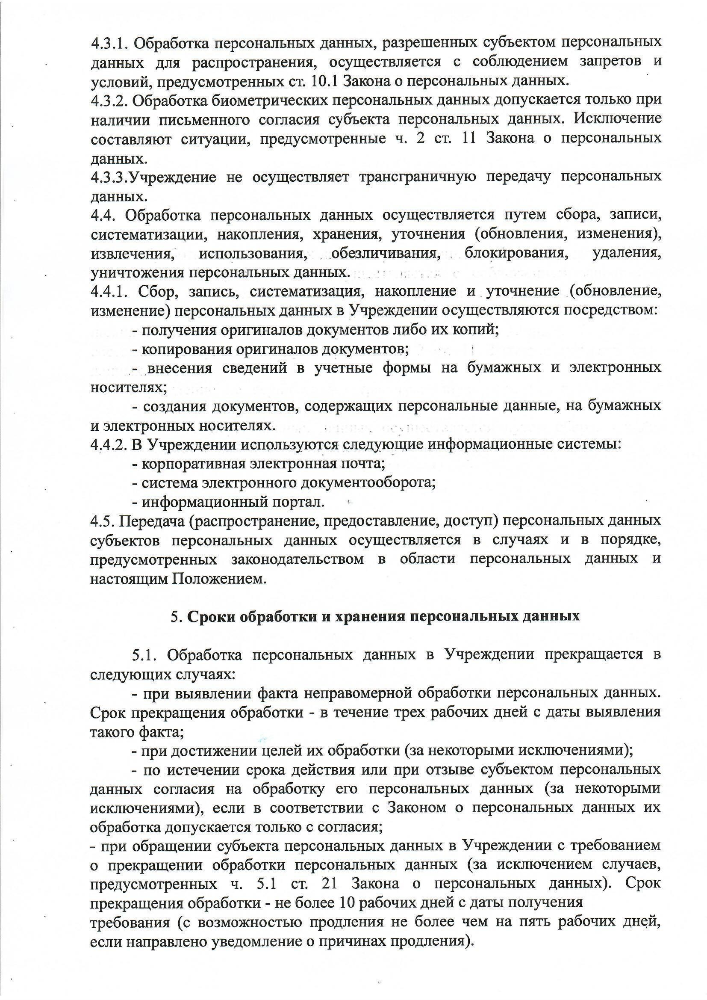 4.3.1. Обработка персональных данных, разрешенных субъектом персональных
данных для распространения, осуществляется с соблюдением запретов и
условий, предусмотренных ст. 10.1 Закона о персональных данных.
4.3.2. Обработка биометрических персональных данных допускается только при
наличии письменного согласия субъекта персональных данных. Исключение
составляют ситуации, предусмотренные ч. 2 ст. 11 Закона о персональных
данных.
4.3.3.Учреждение не осуществляет трансграничную передачу персональных
данных.
4.4. Обработка персональных данных осуществляется путем сбора, записи,
систематизации, накопления, хранения, уточнения (обновления, изменения),
извлечения, использования, обезличивания, блокирования, удаления,
уничтожения персональных данных.
4.4.1. Сбор, запись, систематизация, накопление и уточнение (обновление,
изменение) персональных данных в Учреждении осуществляются посредством:
- получения оригиналов документов либо их копий;
- копирования оригиналов документов;
- внесения сведений в учетные формы на бумажных и электронных
носителях;
- создания документов, содержащих персональные данные, на бумажных
и электронных носителях.
4.4.2. В Учреждении используются следующие информационные системы:
- корпоративная электронная почта;
- система электронного документооборота;
- информационный портал.
4.5. Передача (распространение, предоставление, доступ) персональных данных
субъектов персональных данных осуществляется в случаях и в порядке,
предусмотренных законодательством в области персональных данных и
настоящим Положением.
5. Сроки обработки и хранения персональных данных
5.1. Обработка персональных данных в Учреждении прекращается в
следующих случаях:
- при выявлении факта неправомерной обработки персональных данных.
Срок прекращения обработки - в течение трех рабочих дней с даты выявления
такого факта;
- при достижении целей их обработки (за некоторыми исключениями);
- по истечении срока действия или при отзыве субъектом персональных
данных согласия на обработку его персональных данных (за некоторыми
исключениями), если в соответствии с Законом о персональных данных их
обработка допускается только с согласия;
- при обращении субъекта персональных данных в Учреждении с требованием
о прекращении обработки персональных данных (за исключением случаев,
предусмотренных ч. 5.1 ст. 21 Закона о персональных данных). Срок
прекращения обработки - не более 10 рабочих дней с даты получения
требования (с возможностью продления не более чем на пять рабочих дней,
если направлено уведомление о причинах продления).